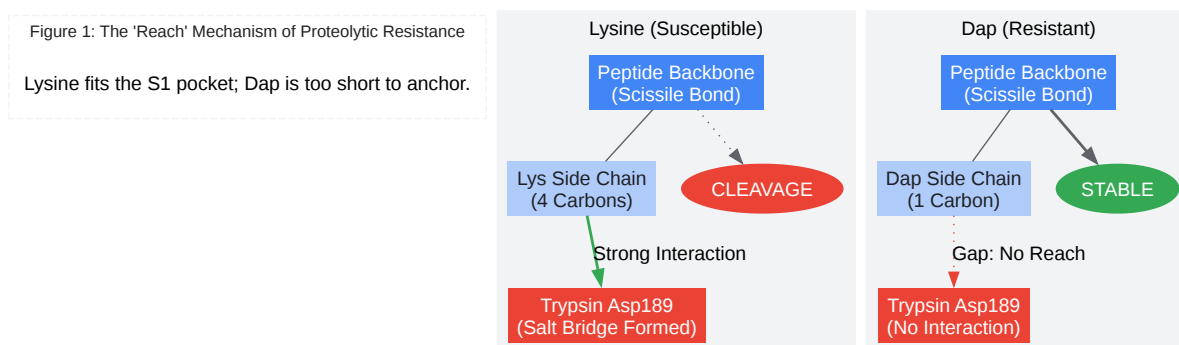 Figure 1: The 'Reach' Mechanism of Proteolytic Resistance
Lysine fits the S1 pocket; Dap is too short to anchor.
Lysine (Susceptible)
Peptide Backbone
(Scissile Bond)
Lys Side Chain
(4 Carbons)
CLEAVAGE
Strong Interaction
Trypsin Asp189
(Salt Bridge Formed)
Dap (Resistant)
Peptide Backbone
(Scissile Bond)
Dap Side Chain
(1 Carbon)
STABLE
Gap: No Reach
Trypsin Asp189
(No Interaction)